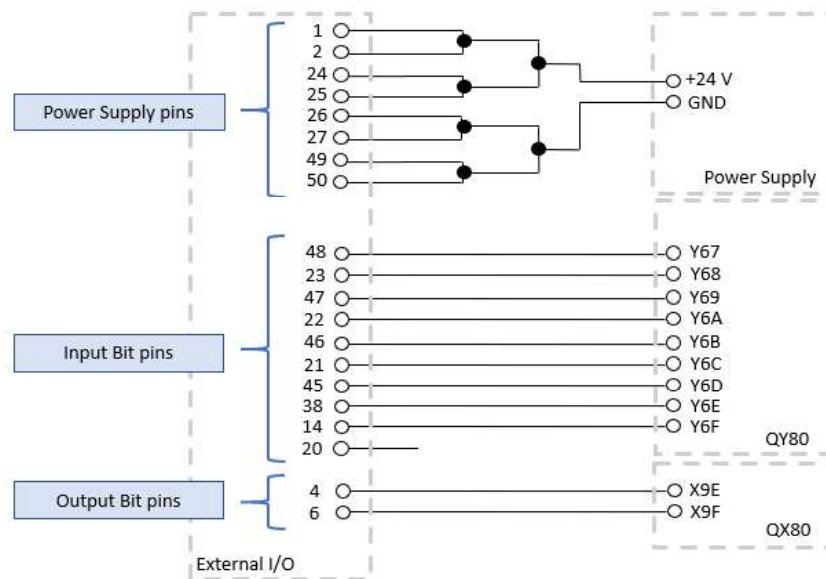 1
2
24
25
26
27
49
50
Power Supply pins
+24 V
GND
Power Supply
48 Y67
23 Y68
47 Y69
22 Y6A
46 Y6B
21 Y6C
45 Y6D
38 Y6E
14 Y6F
20
Input Bit pins
QY80
4 X9E
6 X9F
Output Bit pins
QX80
External I/O